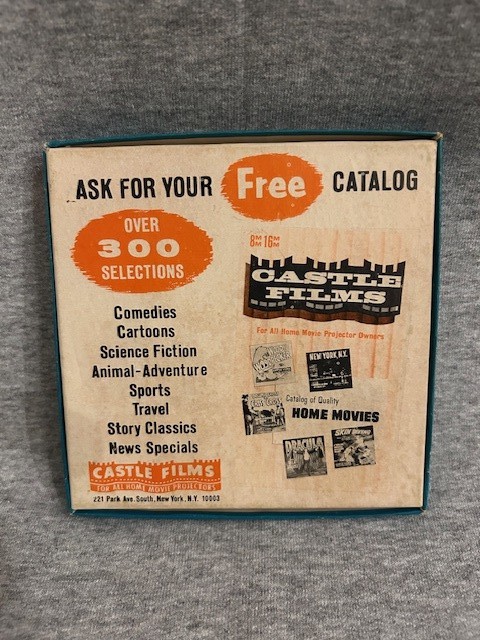 ASK FOR YOUR Free CATALOG
OVER
300
SELECTIONS
Comedies
Cartoons
Science Fiction
Animal-Adventure
Sports
Travel
Story Classics
News Specials
CASTLE FILMS
FOR ALL HOME MOVIE PROJECTORS
221 Park Ave. South, New York, N.Y. 10003
8MM 16MM
CASTLE
FILMS
For All Home Movie Projector Owners
NEW YORK, N.Y.
Catalog of Quality
HOME MOVIES
DRACULA
SKIN DIVING